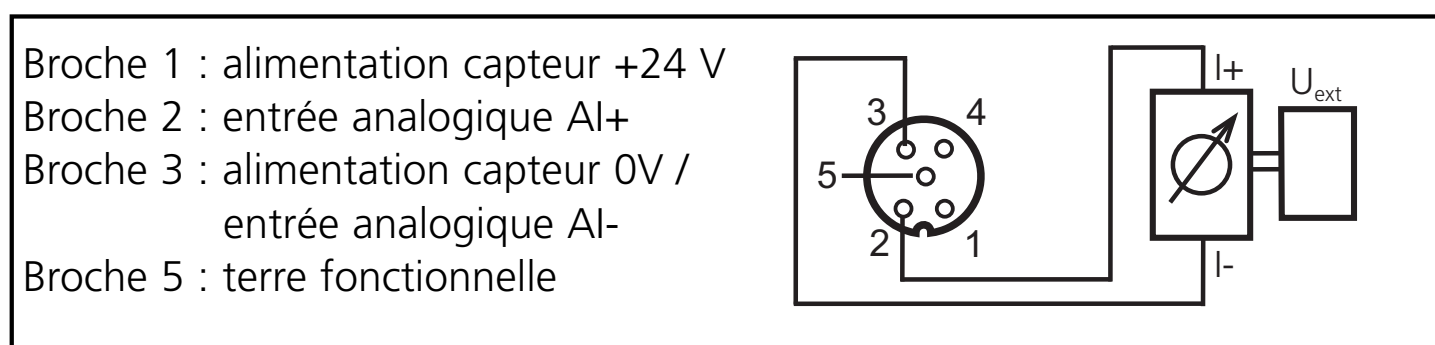 Broche 1 : alimentation capteur +24 V
Broche 2 : entrée analogique AI+
Broche 3 : alimentation capteur 0V /
entrée analogique AI-
Broche 5 : terre fonctionnelle
3 4
5
2 1
I+
Uext
I-